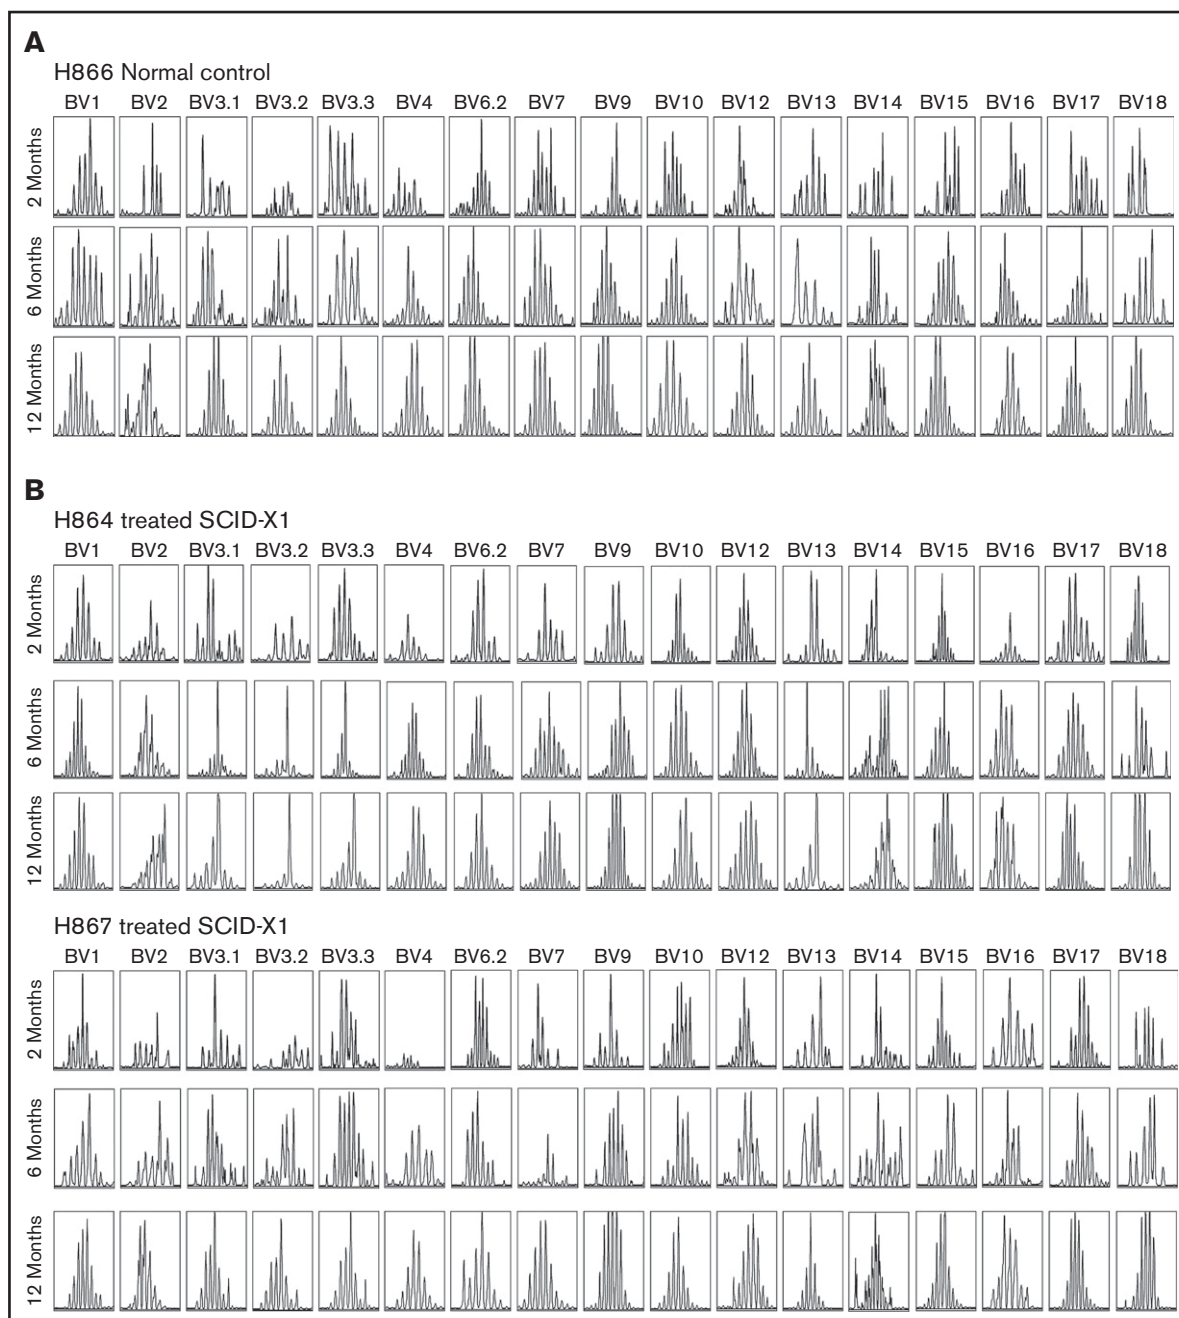 A
H866 Normal control
BV1 BV2 BV3.1 BV3.2 BV3.3 BV4 BV6.2 BV7 BV9 BV10 BV12 BV13 BV14 BV15 BV16 BV17 BV18
2 Months
6 Months
12 Months
B
H864 treated SCID-X1
BV1 BV2 BV3.1 BV3.2 BV3.3 BV4 BV6.2 BV7 BV9 BV10 BV12 BV13 BV14 BV15 BV16 BV17 BV18
2 Months
6 Months
12 Months
H867 treated SCID-X1
BV1 BV2 BV3.1 BV3.2 BV3.3 BV4 BV6.2 BV7 BV9 BV10 BV12 BV13 BV14 BV15 BV16 BV17 BV18
2 Months
6 Months
12 Months